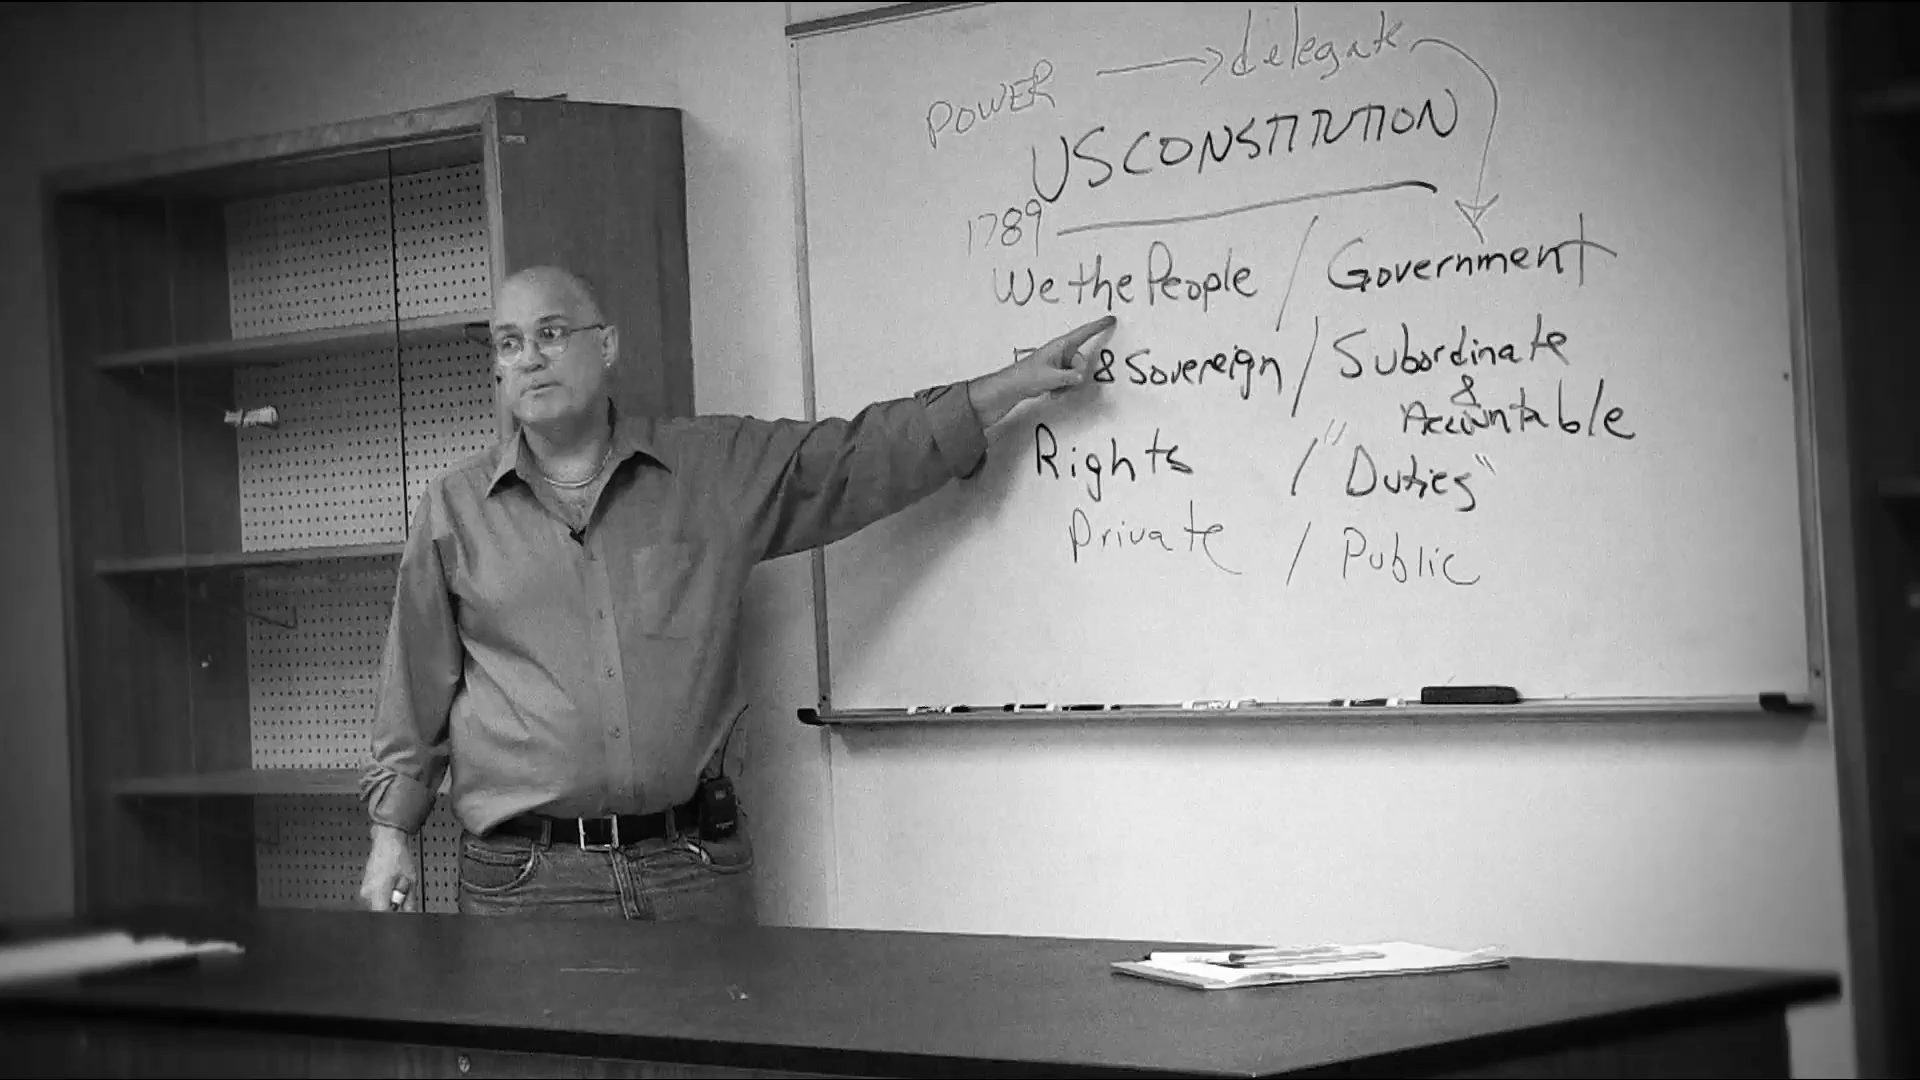 POWER → delegate
US CONSTITUTION
1789
We the People / Government
& Sovereign / Subordinate
& Accountable
Rights / "Duties"
Private / Public